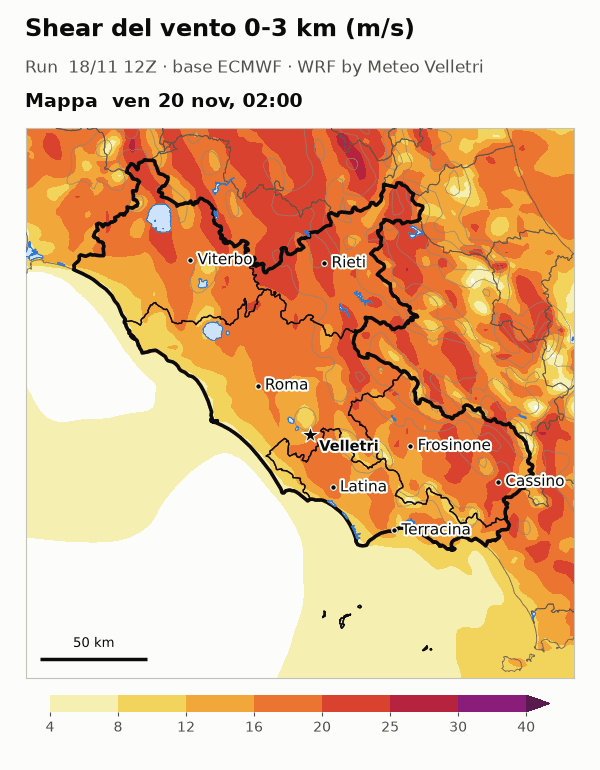 Shear del vento 0-3 km (m/s)
Run  18/11 12Z · base ECMWF · WRF by Meteo Velletri
Mappa  ven 20 nov, 02:00
Viterbo
Rieti
Roma
Velletri
Frosinone
Latina
Cassino
Terracina
50 km
4 8 12 16 20 25 30 40